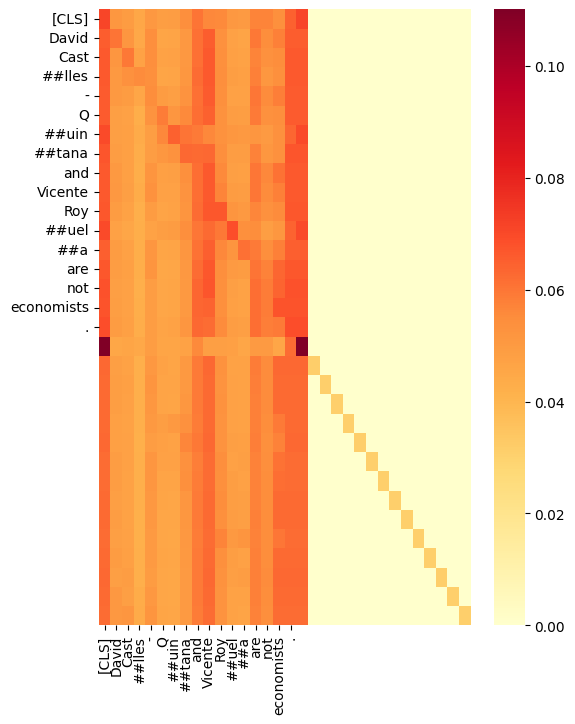 [CLS]
David
Cast
##lles
-
Q
##uin
##tana
and
Vicente
Roy
##uel
##a
are
not
economists
.
0.10
0.08
0.06
0.04
0.02
0.00
[CLS]
David
Cast
##lles
-
Q
##uin
##tana
and
Vicente
Roy
##uel
##a
are
not
economists
.